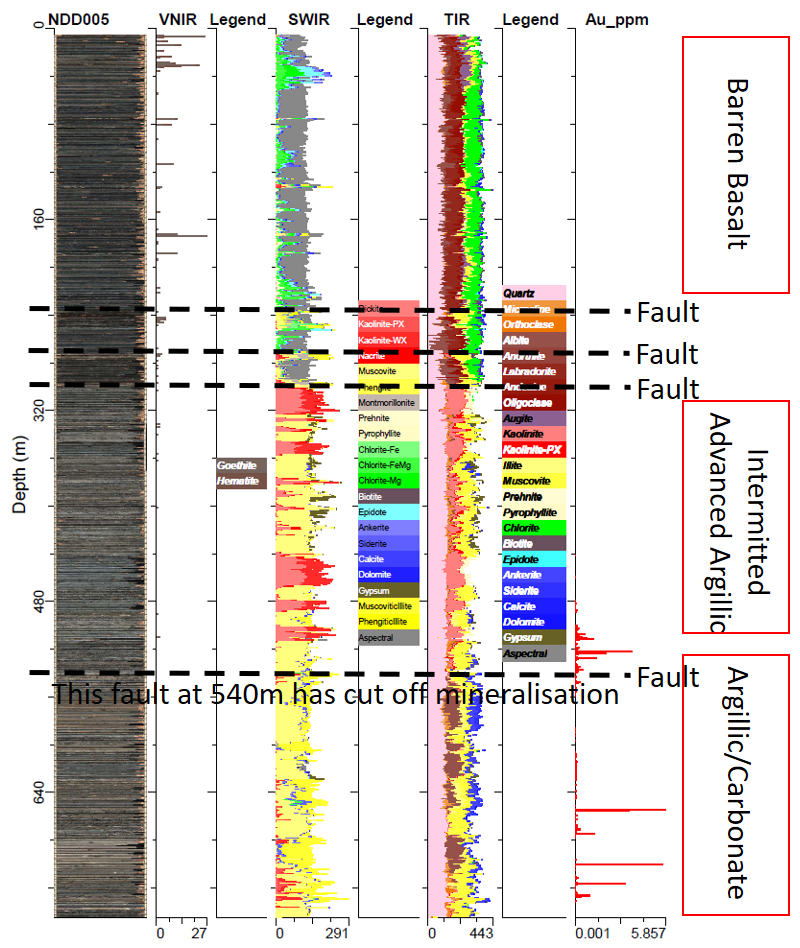 NDD005 VNIR Legend SWIR Legend TIR Legend Au_ppm
0
160
320
480
640
Depth (m)
Goethite
Hematite
Dickite
Kaolinite-PX
Kaolinite-WX
Nacrite
Muscovite
Phengite
Montmorillonite
Prehnite
Pyrophyllite
Chlorite-Fe
Chlorite-FeMg
Chlorite-Mg
Biotite
Epidote
Ankerite
Siderite
Calcite
Dolomite
Gypsum
MuscoviticIllite
PhengiticIllite
Aspectral
Quartz
Microcline
Orthoclase
Albite
Labradorite
Oligoclase
Augite
Kaolinite
Kaolinite-PX
Illite
Muscovite
Prehnite
Pyrophyllite
Chlorite
Biotite
Epidote
Ankerite
Siderite
Calcite
Dolomite
Gypsum
Aspectral
Barren Basalt
Fault
Fault
Fault
Intermitted
Advanced Argillic
Fault
This fault at 540m has cut off mineralisation
Argillic/Carbonate
0 27 0 291 0 443 0.001 5.857